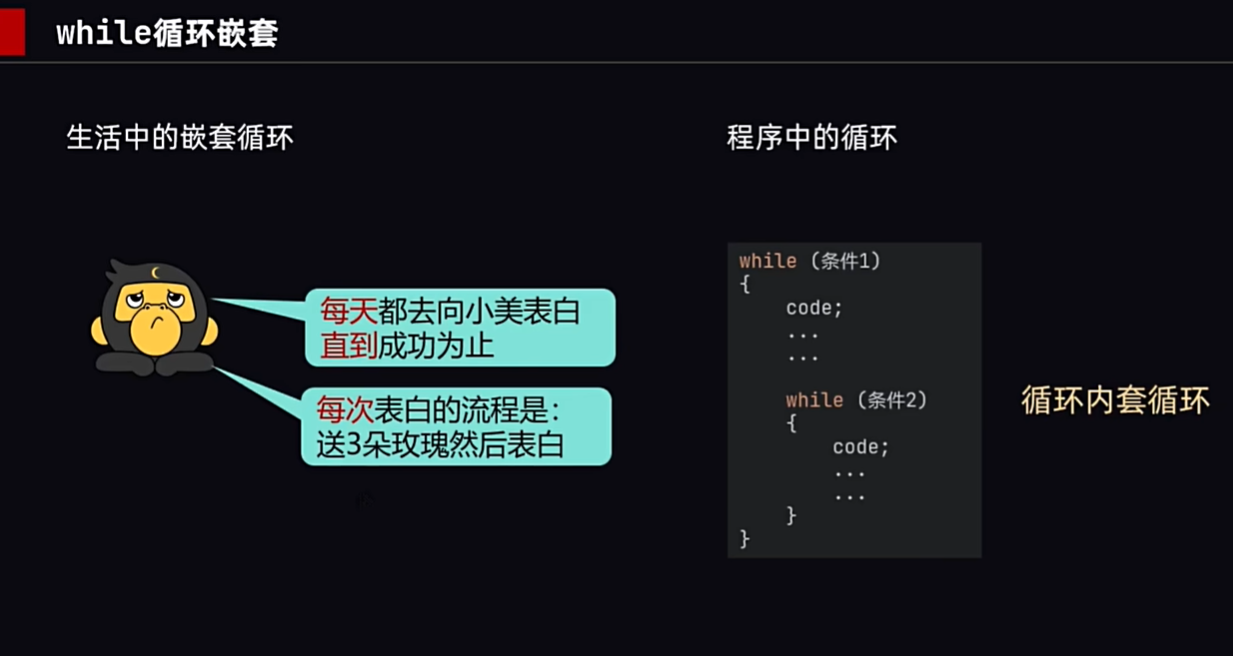 while循环嵌套
生活中的嵌套循环
每天都去向小美表白
直到成功为止
每次表白的流程是：
送3朵玫瑰然后表白
程序中的循环
while (条件1)
{
    code;
    ...
    ...
    while (条件2)
    {
        code;
        ...
        ...
    }
}
循环内套循环